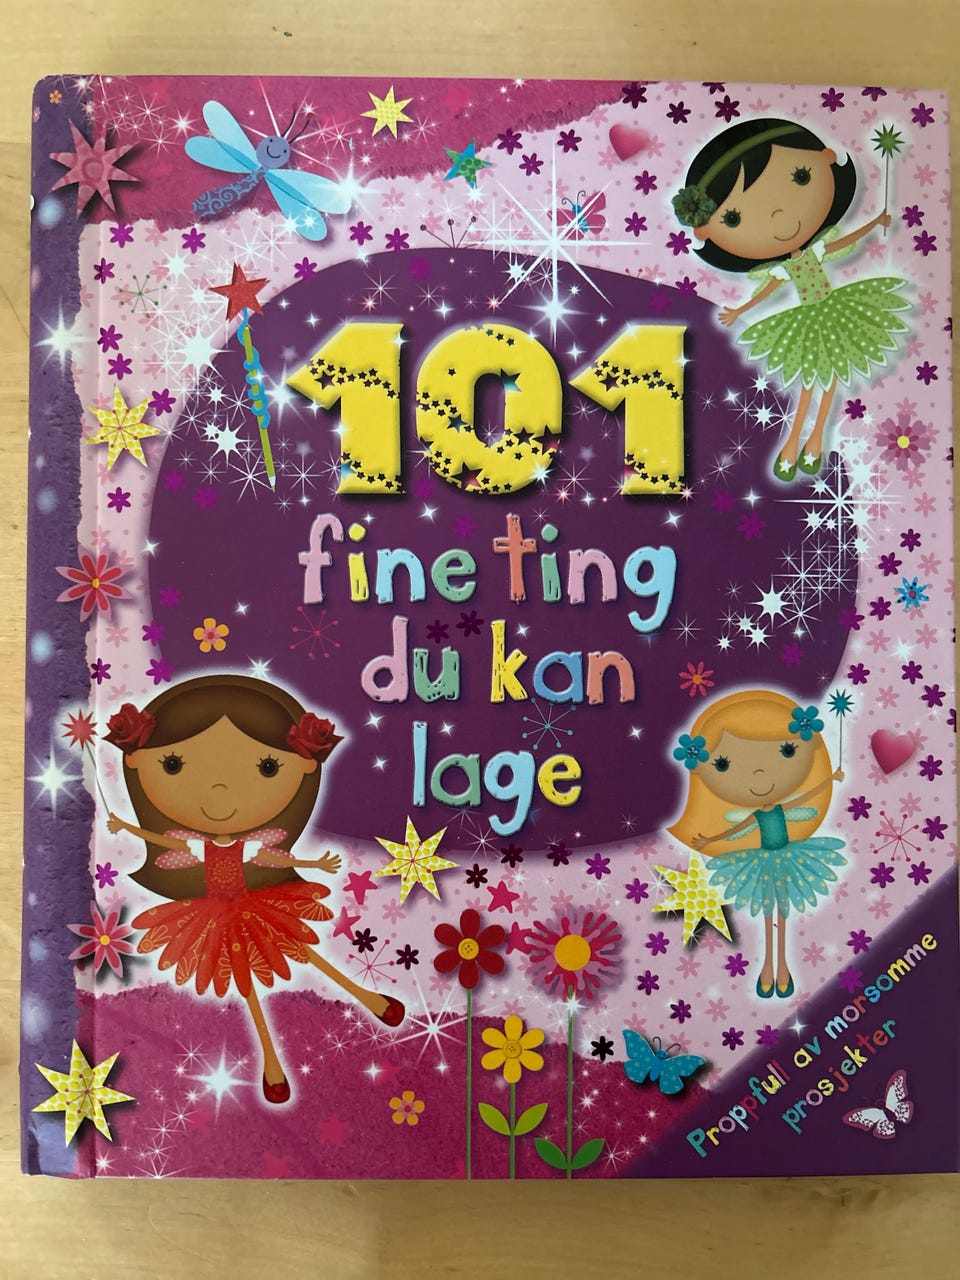 101
fine ting
du kan
lage
Proppfull av morsomme
prosjekter